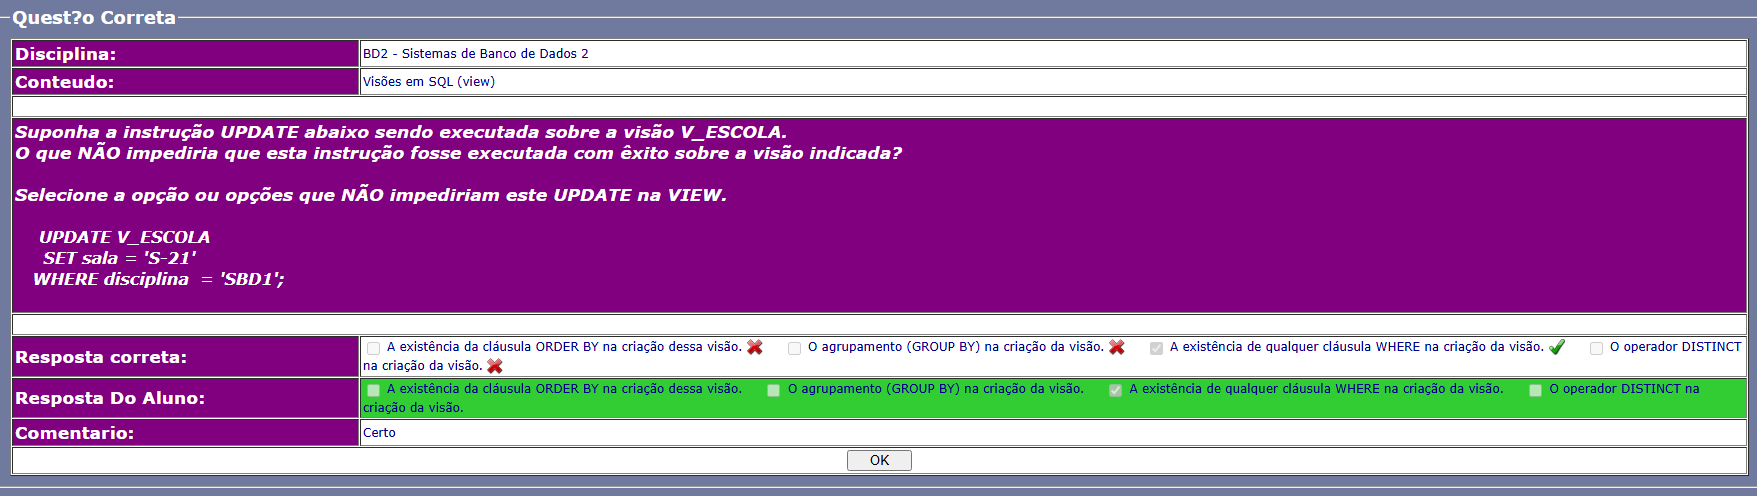 Quest?o Correta
Disciplina: BD2 - Sistemas de Banco de Dados 2
Conteudo: Visões em SQL (view)
Suponha a instrução UPDATE abaixo sendo executada sobre a visão V_ESCOLA.
O que NÃO impediria que esta instrução fosse executada com êxito sobre a visão indicada?
Selecione a opção ou opções que NÃO impediriam este UPDATE na VIEW.
UPDATE V_ESCOLA
SET sala = 'S-21'
WHERE disciplina = 'SBD1';
Resposta correta: A existência da cláusula ORDER BY na criação dessa visão. O agrupamento (GROUP BY) na criação da visão. A existência de qualquer cláusula WHERE na criação da visão. O operador DISTINCT
na criação da visão.
Resposta Do Aluno: A existência da cláusula ORDER BY na criação dessa visão. O agrupamento (GROUP BY) na criação da visão. A existência de qualquer cláusula WHERE na criação da visão. O operador DISTINCT na
criação da visão.
Comentario: Certo
OK